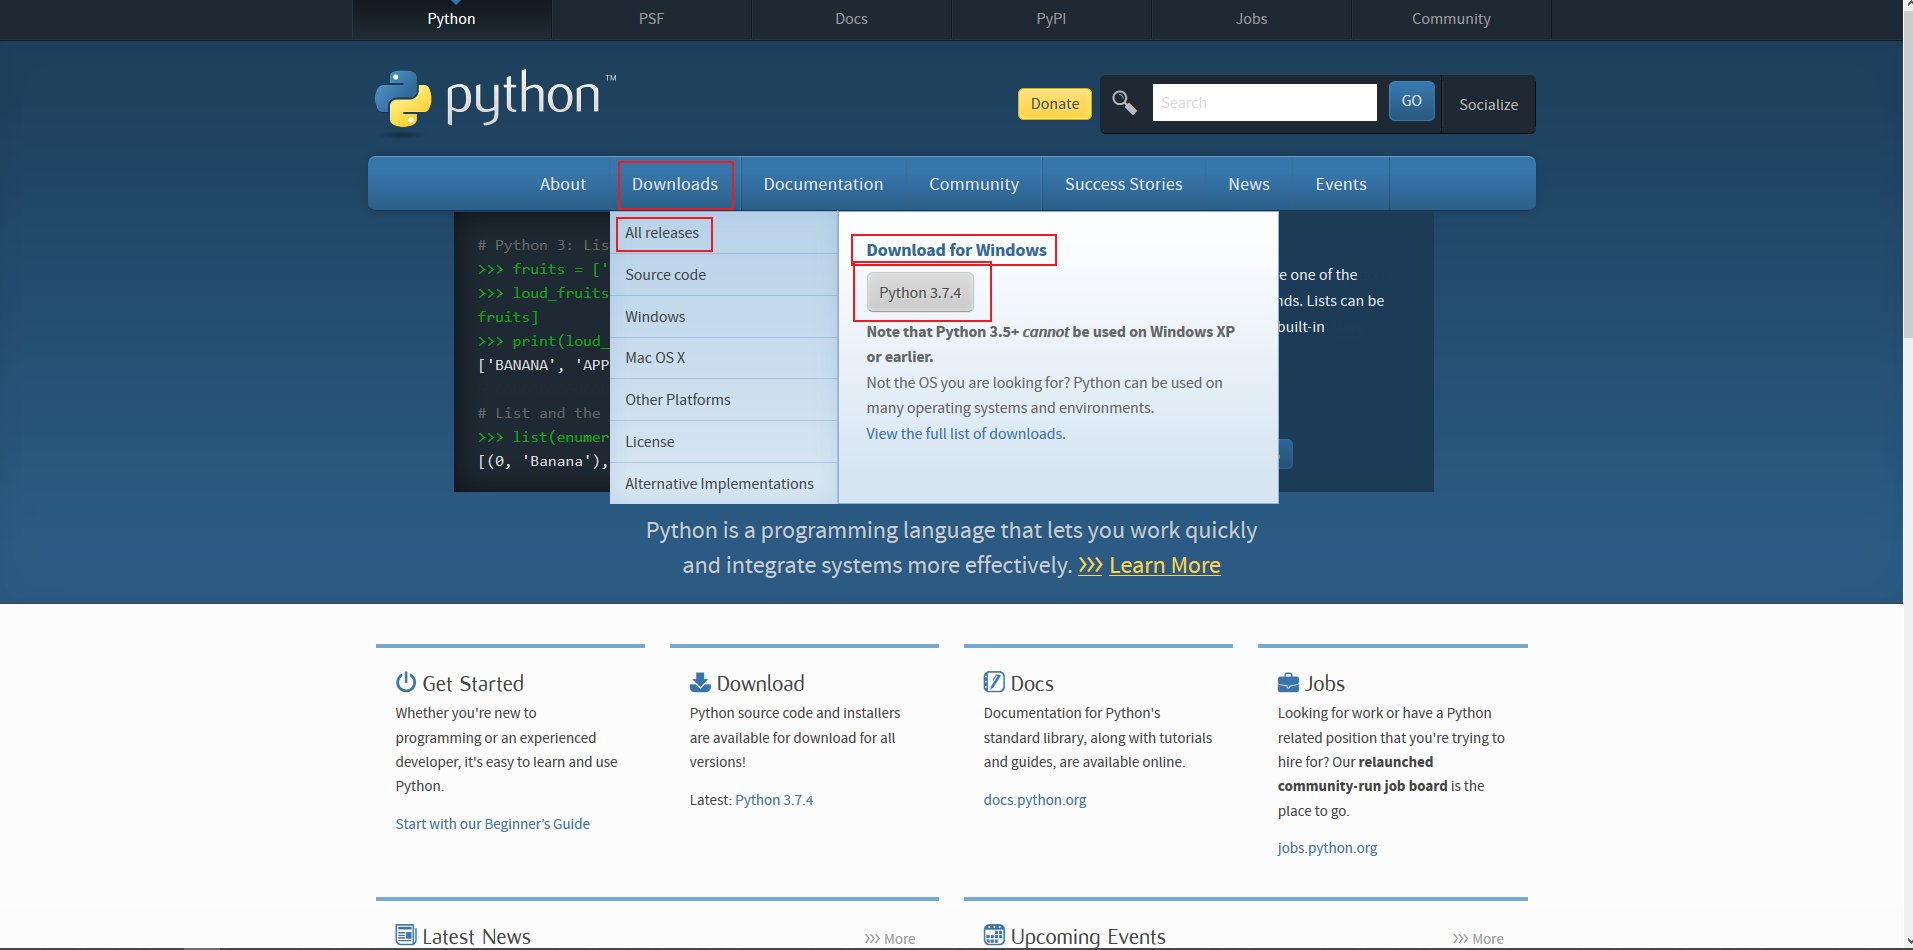 Python
PSF
Docs
PyPI
Jobs
Community
python™
Donate
Search
GO
Socialize
About
Downloads
Documentation
Community
Success Stories
News
Events
All releases
Source code
Windows
Mac OS X
Other Platforms
License
Alternative Implementations
Download for Windows
Python 3.7.4
Note that Python 3.5+ cannot be used on Windows XP
or earlier.
Not the OS you are looking for? Python can be used on
many operating systems and environments.
View the full list of downloads.
# Python 3: Lis
>>> fruits = ['
>>> loud_fruits
fruits]
>>> print(loud_
['BANANA', 'APP
# List and the
>>> list(enumer
[(0, 'Banana'),
e one of the
nds. Lists can be
built-in
Python is a programming language that lets you work quickly
and integrate systems more effectively. >>> Learn More
Get Started
Whether you're new to
programming or an experienced
developer, it's easy to learn and use
Python.
Start with our Beginner’s Guide
Download
Python source code and installers
are available for download for all
versions!
Latest: Python 3.7.4
Docs
Documentation for Python's
standard library, along with tutorials
and guides, are available online.
docs.python.org
Jobs
Looking for work or have a Python
related position that you're trying to
hire for? Our relaunched
community-run job board is the
place to go.
jobs.python.org
Latest News
>>> More
Upcoming Events
>>> More